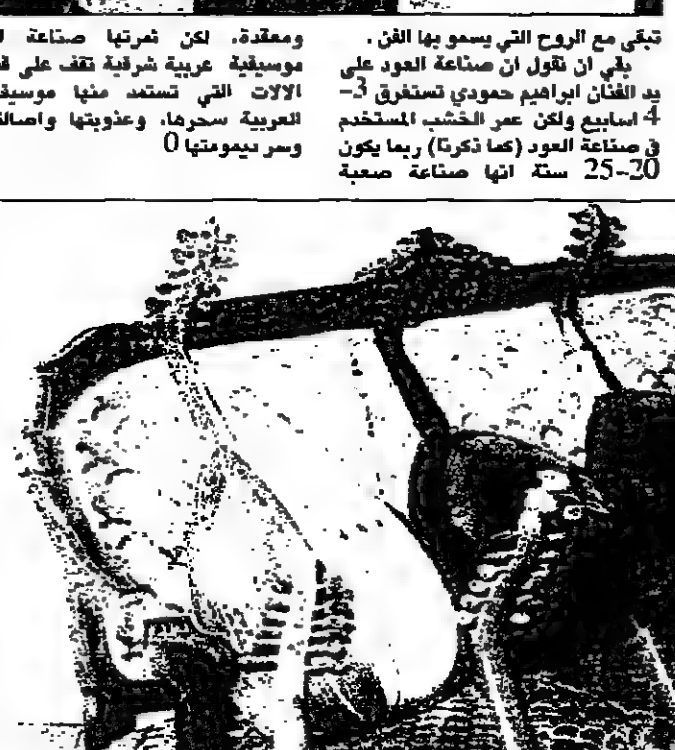 تبقى مع الروح التي يسمو بها الفن .
بقي ان نقول ان صناعة العود على
يد الفنان ابراهيم حمودي تستغرق 3-
4 اسابيع ولكن عمر الخشب المستخدم
في صناعة العود (كما ذكرنا) ربما يكون
20-25 سنة انها صناعة صعبة
ومعقدة، لكن ثمرتها صناعة
موسيقية عربية شرقية تقف على
الالات التي تستمد منها
العربية سحرها، وعذوبتها
وسر ديمومتها 0